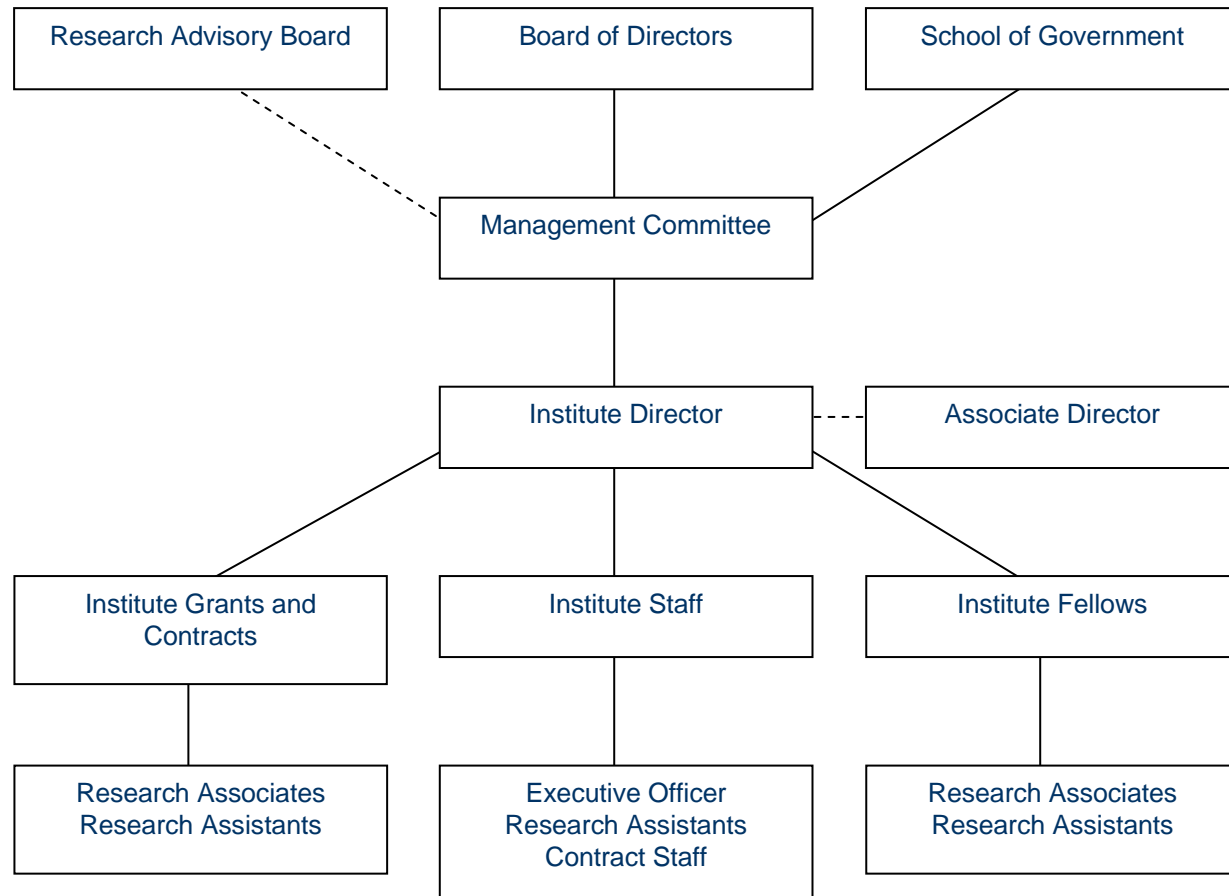 Research Advisory Board
Board of Directors
School of Government
Management Committee
Institute Director
Associate Director
Institute Grants and
Contracts
Institute Staff
Institute Fellows
Research Associates
Research Assistants
Executive Officer
Research Assistants
Contract Staff
Research Associates
Research Assistants